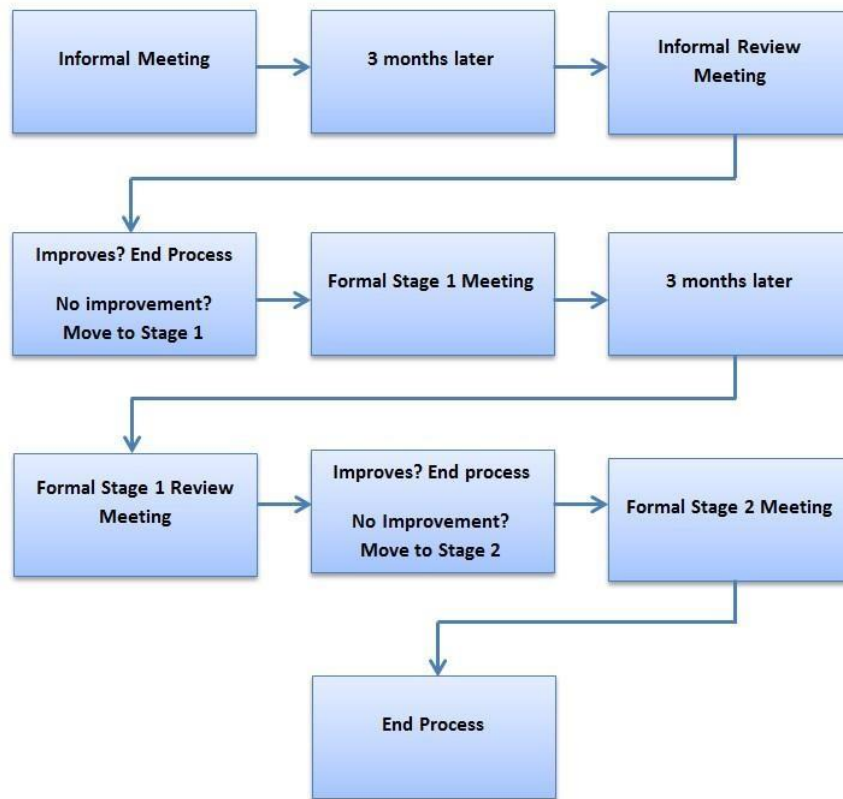 Informal Meeting
3 months later
Informal Review
Meeting
Improves? End Process
No improvement?
Move to Stage 1
Formal Stage 1 Meeting
3 months later
Formal Stage 1 Review
Meeting
Improves? End process
No Improvement?
Move to Stage 2
Formal Stage 2 Meeting
End Process